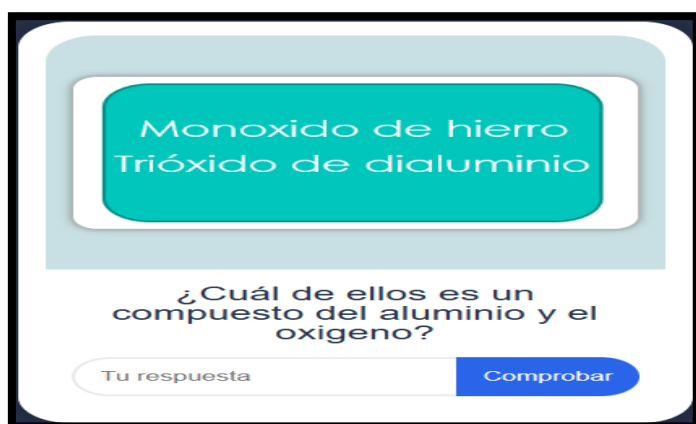 Monoxido de hierro
Trióxido de dialuminio
¿Cuál de ellos es un
compuesto del aluminio y el
oxigeno?
Tu respuesta
Comprobar